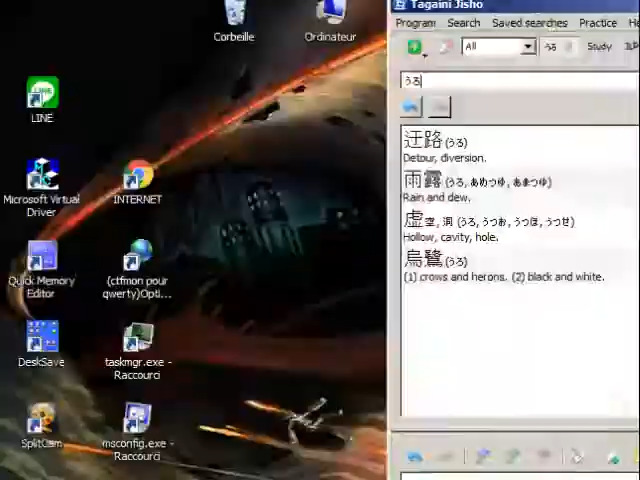 Corbeille
Ordinateur
LINE
Microsoft Virtual
Driver
INTERNET
Quick Memory
Editor
(ctfmon pour
qwerty)Opti...
DeskSave
taskmgr.exe -
Raccourci
SplitCam
msconfig.exe -
Raccourci
Tagaini Jisho
Program Search Saved searches Practice H
All うる Study JLP
うる
迂路 (うろ)
Detour, diversion.
雨露 (うろ, あめつゆ, あまつゆ)
Rain and dew.
虚 空, 洞 (うろ, うつお, うつほ, うつせ)
Hollow, cavity, hole.
烏鷺 (うろ)
(1) crows and herons. (2) black and white.